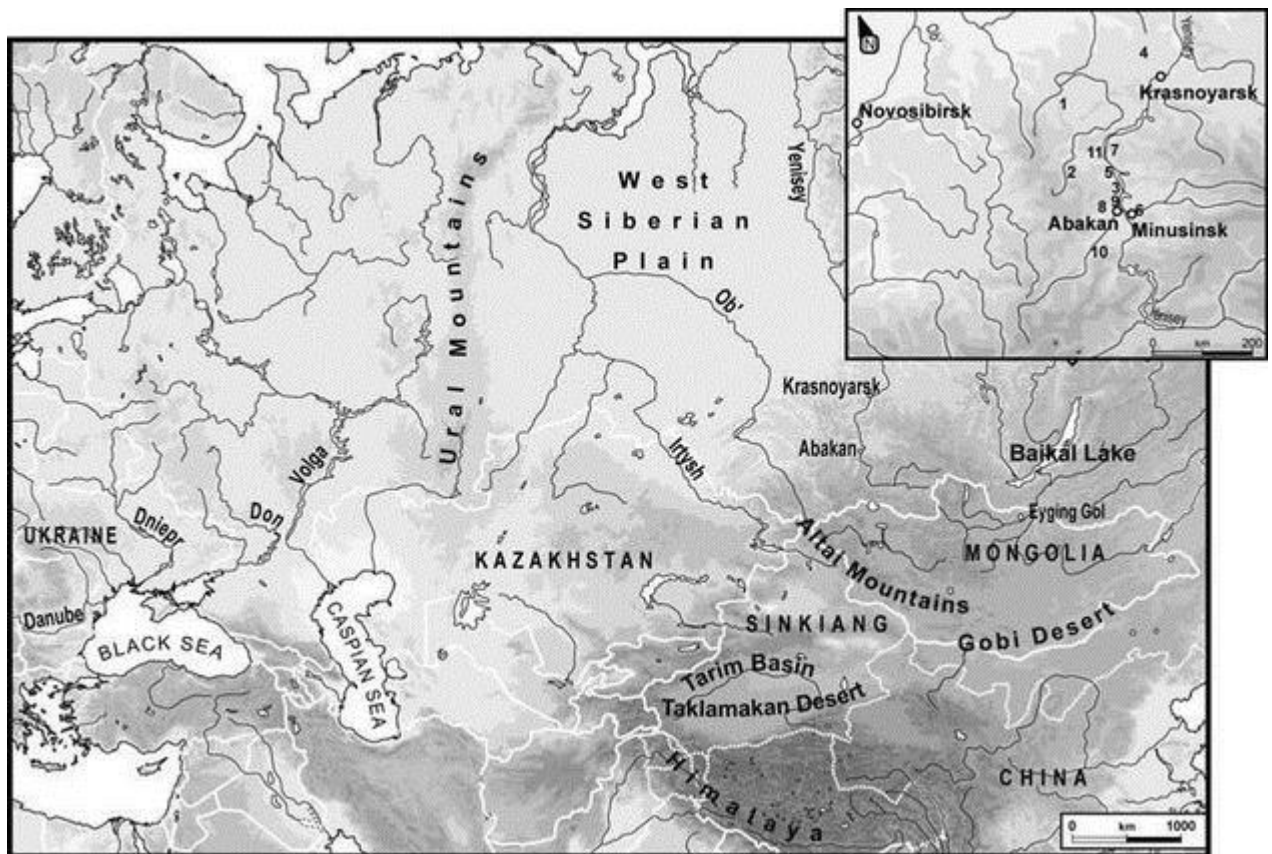 N
Ob'
Yenisey
4
Krasnoyarsk
1
Novosibirsk
11 7
2
5
3
9
8
6
Abakan
Minusinsk
10
Yenisey
0 km 200
West
Siberian
Plain
Yenisey
Ural Mountains
Ob'
Krasnoyarsk
Abakan
Irtysh
Bajkal Lake
Volga
Don
Dniepr
UKRAINE
Eyging Göl
KAZAKHSTAN
Altai Mountains
MONGOLIA
Danube
BLACK SEA
CASPIAN SEA
SINKIANG
Gobi Desert
Tarim Basin
Taklamakan Desert
Himalaya
CHINA
0 km 1000